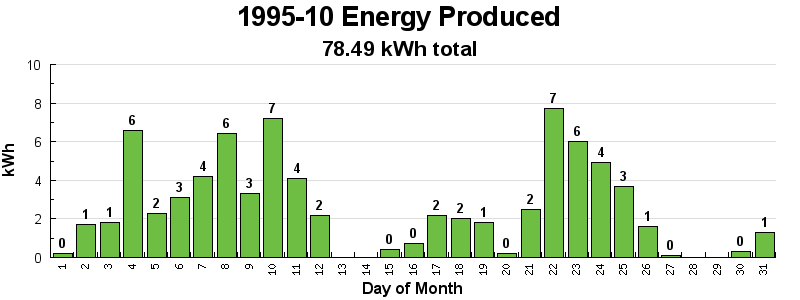 1995-10 Energy Produced
78.49 kWh total
kWh
10
8
6
4
2
0
0 1 1 6 2 3 4 6 3 7 4 2 0 0 2 2 1 0 2 7 6 4 3 1 0 0 1
1 2 3 4 5 6 7 8 9 10 11 12 13 14 15 16 17 18 19 20 21 22 23 24 25 26 27 28 29 30 31
Day of Month